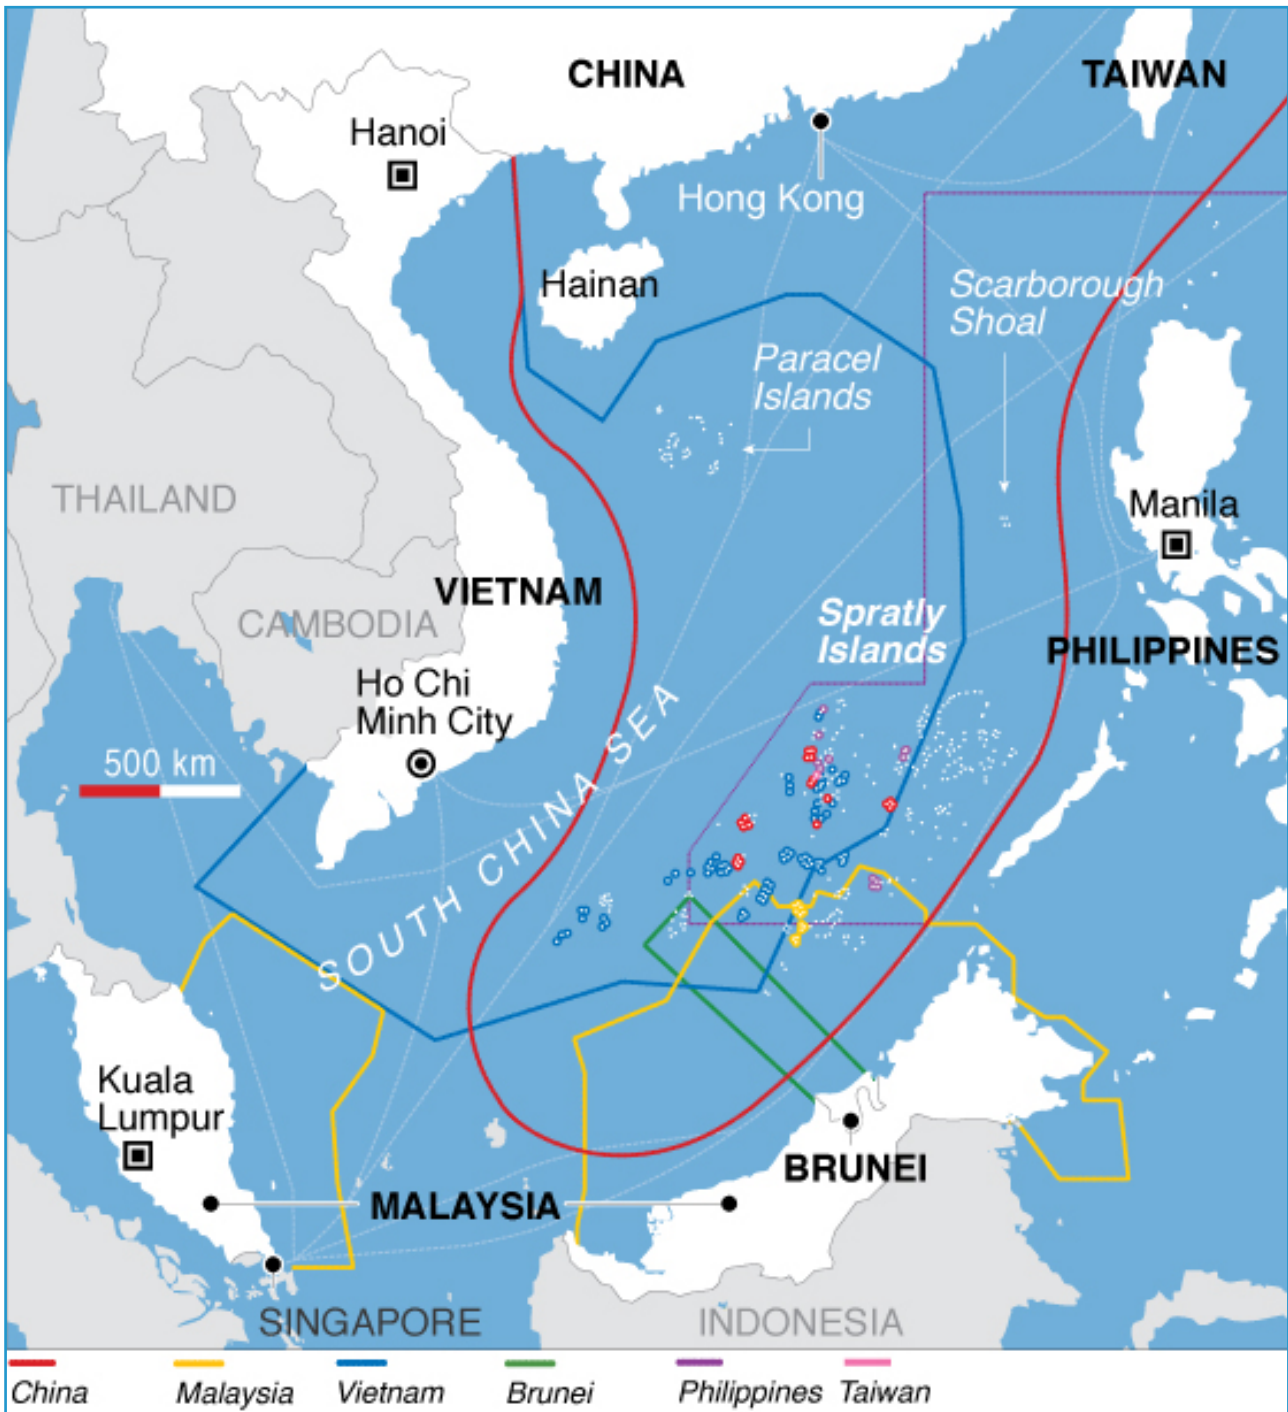 CHINA
TAIWAN
Hanoi
Hong Kong
Hainan
Scarborough
Shoal
Paracel
Islands
THAILAND
Manila
VIETNAM
CAMBODIA
Spratly
Islands
PHILIPPINES
Ho Chi
Minh City
500 km
SOUTH CHINA SEA
Kuala
Lumpur
BRUNEI
MALAYSIA
SINGAPORE
INDONESIA
China
Malaysia
Vietnam
Brunei
Philippines
Taiwan